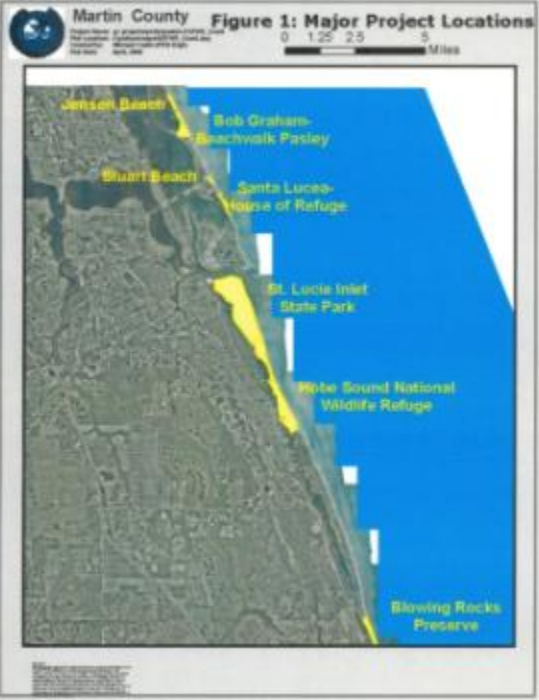 Martin County
Figure 1: Major Project Locations
0 1.25 2.5 5
Miles
Jensen Beach
Bob Graham-
Beachwalk Pasley
Stuart Beach
Santa Lucea-
House of Refuge
St. Lucie Inlet
State Park
Hobe Sound National
Wildlife Refuge
Blowing Rocks
Preserve